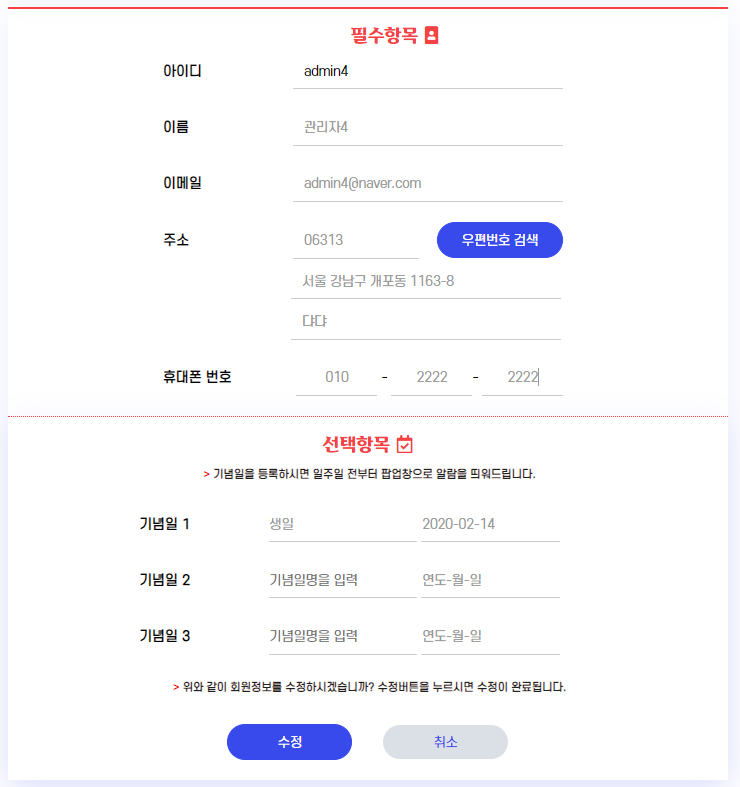 필수항목
아이디 admin4
이름 관리자4
이메일 admin4@naver.com
주소 06313 우편번호 검색
서울 강남구 개포동 1163-8
댜댜
휴대폰 번호 010 - 2222 - 2222
선택항목
> 기념일을 등록하시면 일주일 전부터 팝업창으로 알람을 띄워드립니다.
기념일 1 생일 2020-02-14
기념일 2 기념일명을 입력 연도-월-일
기념일 3 기념일명을 입력 연도-월-일
> 위와 같이 회원정보를 수정하시겠습니까? 수정버튼을 누르시면 수정이 완료됩니다.
수정 취소